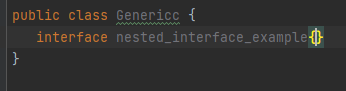 public class Genericc {
interface nested_interface_example{}
}